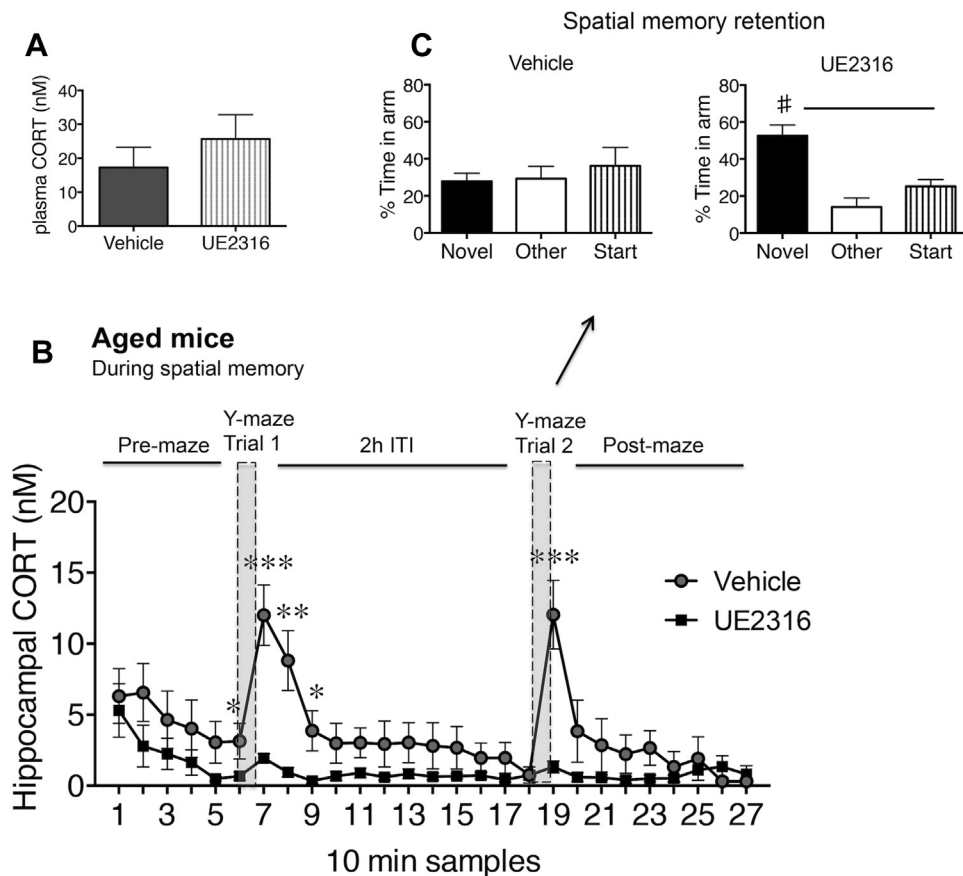 A
plasma CORT (nM)
40
30
20
10
0
Vehicle
UE2316
C
Spatial memory retention
Vehicle
% Time in arm
80
60
40
20
0
Novel
Other
Start
UE2316
% Time in arm
80
60
40
20
0
#
Novel
Other
Start
B
Aged mice
During spatial memory
Pre-maze
Y-maze
Trial 1
2h ITI
Y-maze
Trial 2
Post-maze
Hippocampal CORT (nM)
20
15
10
5
0
*
***
**
*
***
Vehicle
UE2316
1 3 5 7 9 11 13 15 17 19 21 23 25 27
10 min samples